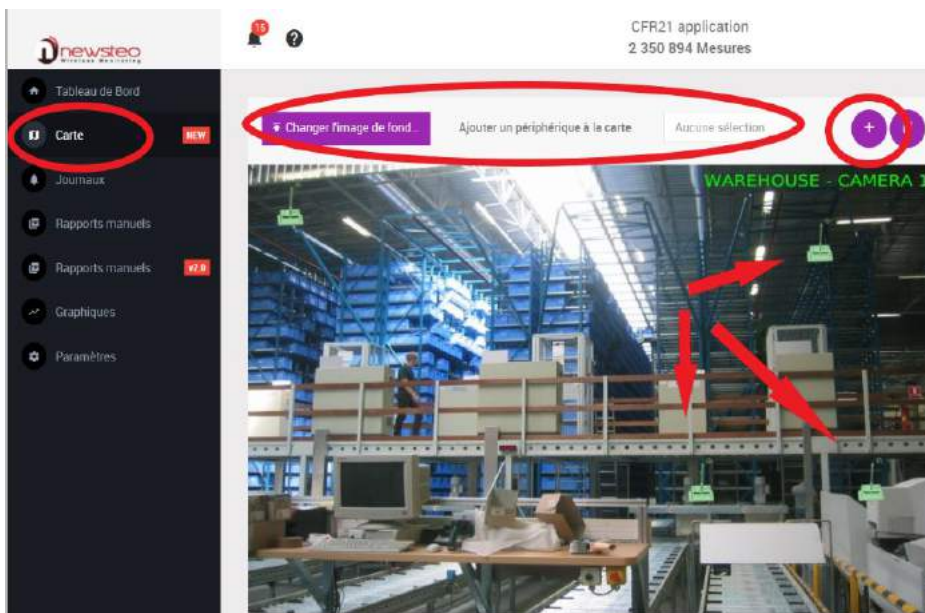 newsteo
Wireless Monitoring
Tableau de Bord
Carte
NEW
Journaux
Rapports manuels
Rapports manuels
v2.0
Graphiques
Paramètres
15
?
CFR21 application
2 350 894 Mesures
Changer l'image de fond...
Ajouter un périphérique à la carte
Aucune sélection
+
WAREHOUSE - CAMERA 1